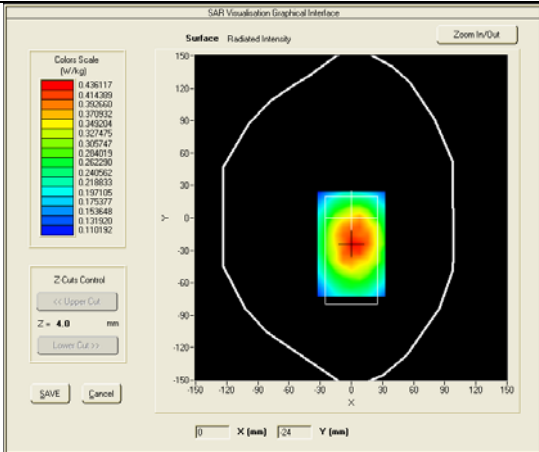 SAR Visualisation Graphical Interface
Surface Radiated Intensity
Zoom In/Out
Colors Scale
(W/kg)
0.436117
0.414389
0.392660
0.370932
0.349204
0.327475
0.305747
0.284019
0.262290
0.240562
0.218833
0.197105
0.175377
0.153648
0.131920
0.110192
150-
90-
30-
0-
-30-
-60-
-90-
-120-
-150-
Y
-150 -120 -90 -60 -30 0 30 60 90 120 150
X
Z-Cuts Control
<< Upper Cut
Z = 4.0 mm
Lower Cut >>
SAVE Cancel
0 X (mm) -24 Y (mm)